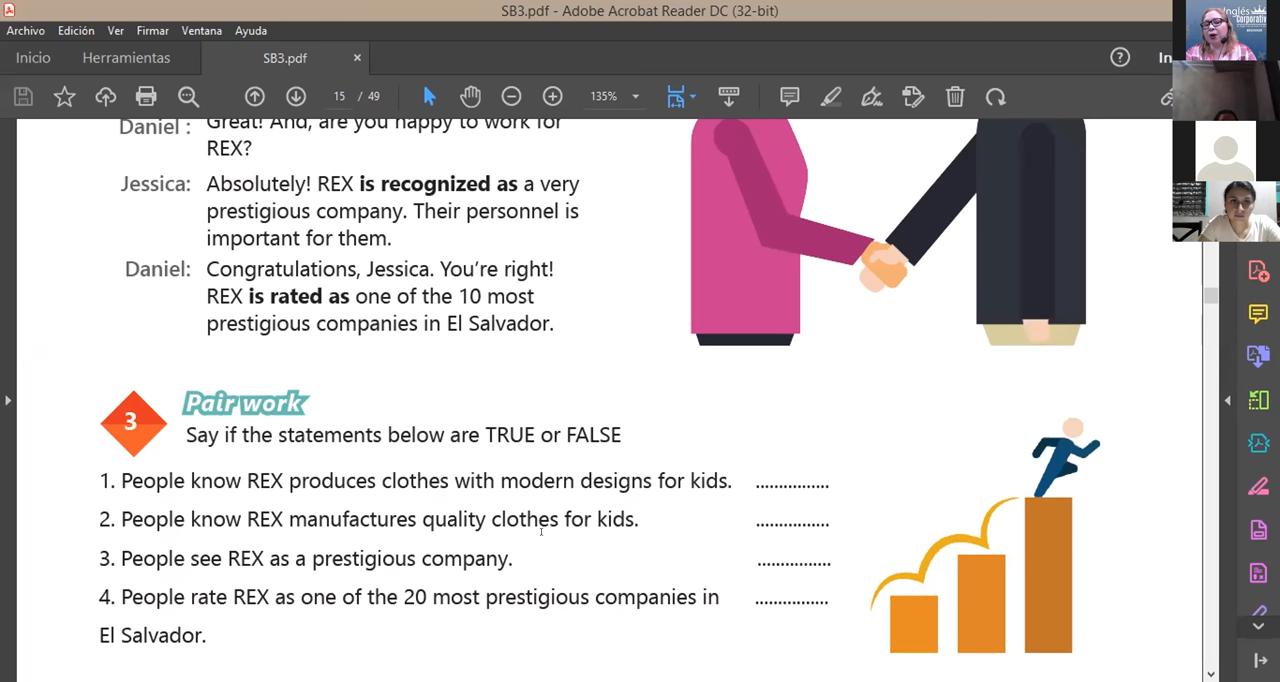 SB3.pdf - Adobe Acrobat Reader DC (32-bit)
Archivo Edición Ver Firmar Ventana Ayuda
Inicio Herramientas SB3.pdf ×
15 / 49 135%
Inglés
Corporativo
Daniel : Great! And, are you happy to work for
REX?
Jessica: Absolutely! REX is recognized as a very
prestigious company. Their personnel is
important for them.
Daniel: Congratulations, Jessica. You're right!
REX is rated as one of the 10 most
prestigious companies in El Salvador.
3 Pair work
Say if the statements below are TRUE or FALSE
1. People know REX produces clothes with modern designs for kids. ...............
2. People know REX manufactures quality clothes for kids. ...............
3. People see REX as a prestigious company. ...............
4. People rate REX as one of the 20 most prestigious companies in ...............
El Salvador.